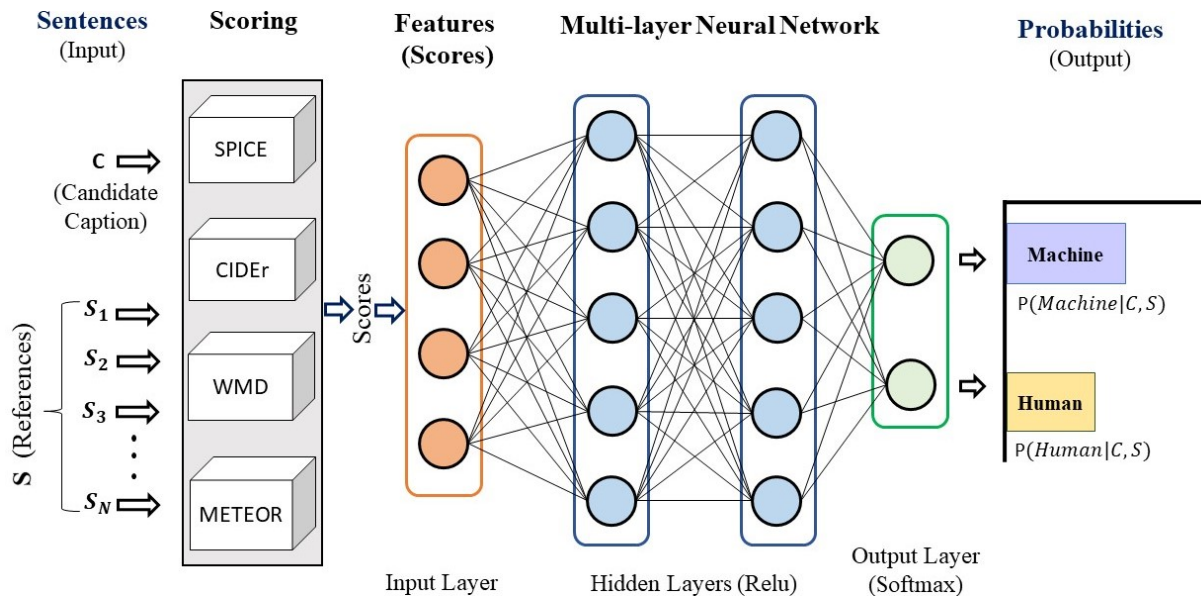 Sentences
(Input)
Scoring
Features
(Scores)
Multi-layer Neural Network
Probabilities
(Output)
C
(Candidate
Caption)
S (References)
S₁
S₂
S₃
S_N
SPICE
CIDEr
WMD
METEOR
Scores
Machine
P(Machine|C, S)
Human
P(Human|C, S)
Input Layer
Hidden Layers (Relu)
Output Layer
(Softmax)